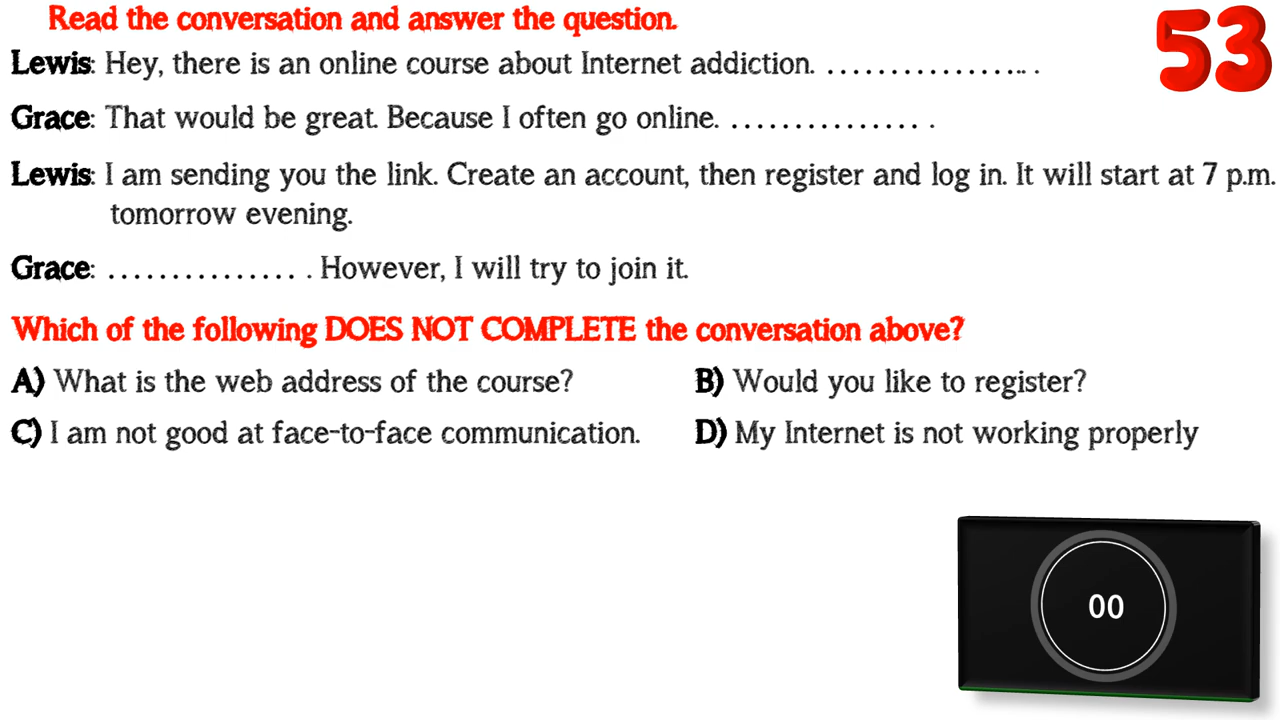 Read the conversation and answer the question.
53
Lewis: Hey, there is an online course about Internet addiction. ................... .
Grace: That would be great. Because I often go online. ................ .
Lewis: I am sending you the link. Create an account, then register and log in. It will start at 7 p.m.
tomorrow evening.
Grace: ............... . However, I will try to join it.
Which of the following DOES NOT COMPLETE the conversation above?
A) What is the web address of the course?
B) Would you like to register?
C) I am not good at face-to-face communication.
D) My Internet is not working properly
00